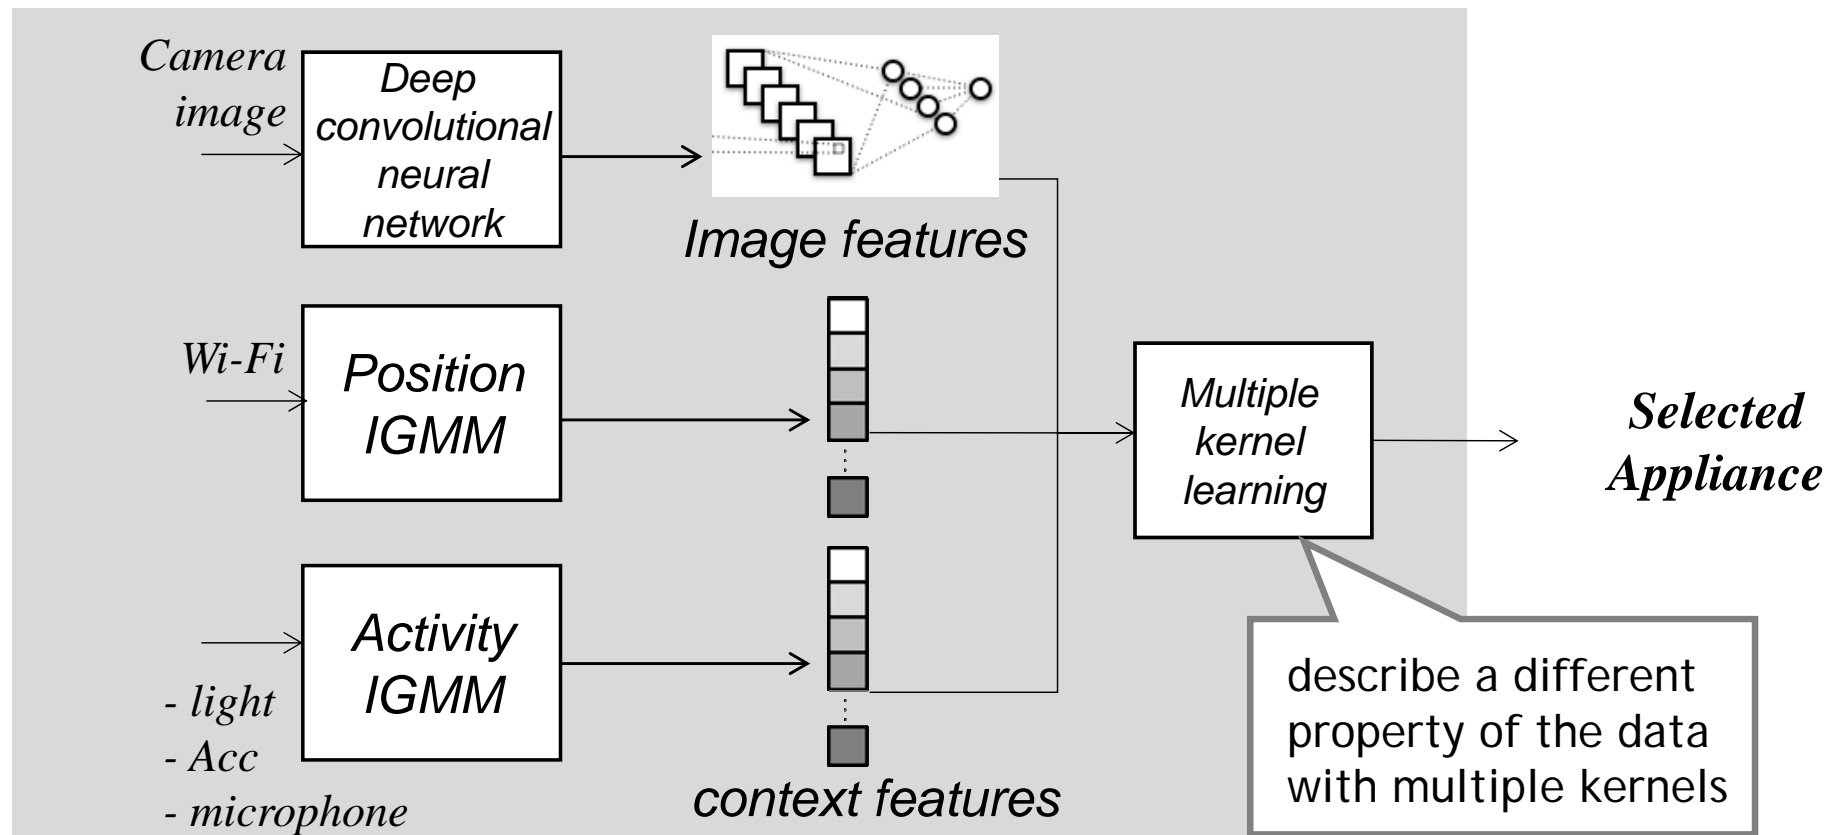 Camera
image
Deep
convolutional
neural
network
Image features
Wi-Fi
Position
IGMM
Multiple
kernel
learning
Selected
Appliance
Activity
IGMM
- light
- Acc
- microphone
context features
describe a different
property of the data
with multiple kernels